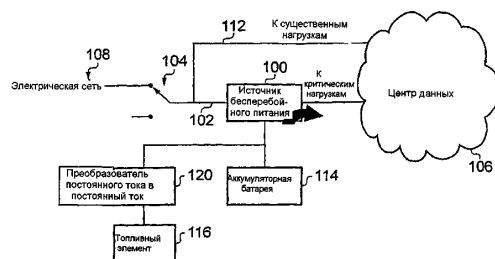 108
Электрическая сеть
104
112
К существенным
нагрузкам
100
Источник
бесперебой-
ного питания
102
К
критическим
нагрузкам
Центр данных
106
Преобразователь
постоянного тока в
постоянный ток
120
Аккумуляторная
батарея
114
Топливный
элемент
116